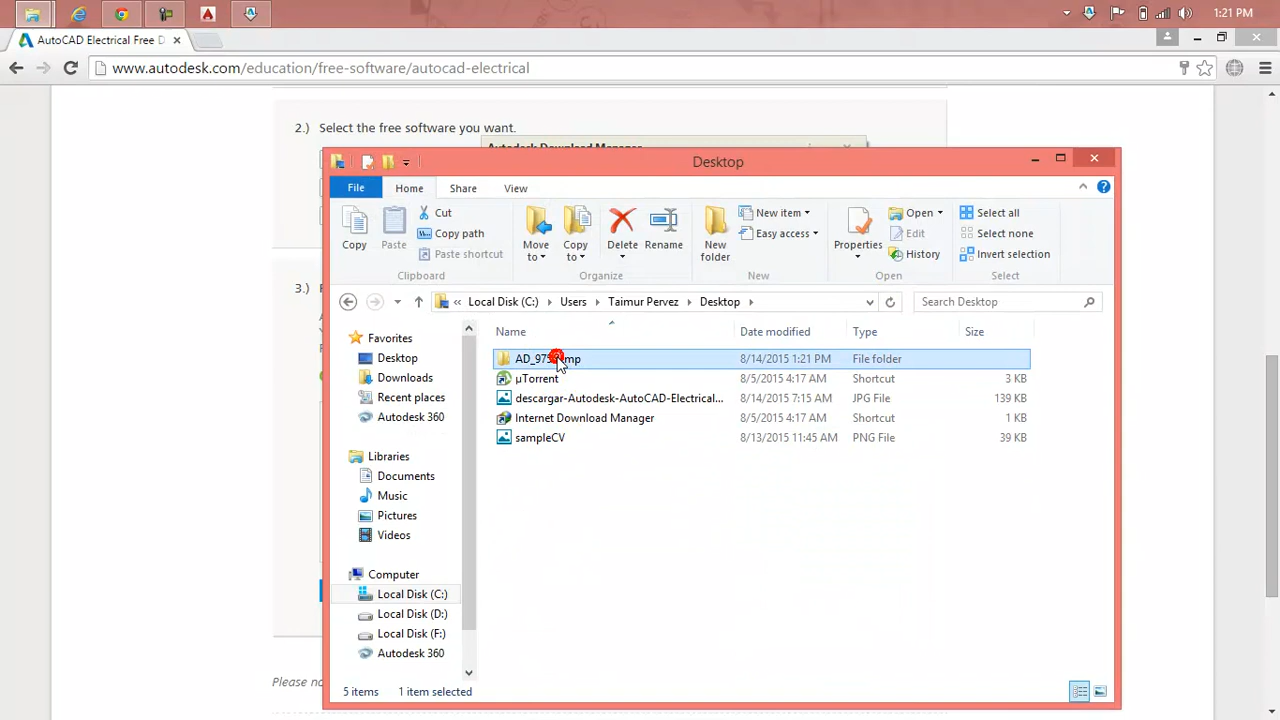 1:21 PM
AutoCAD Electrical Free D
www.autodesk.com/education/free-software/autocad-electrical
2.) Select the free software you want.
Autodesk Download Manager
Desktop
File Home Share View
Copy
Paste
Cut
Copy path
Paste shortcut
Clipboard
Move to
Copy to
Delete
Rename
Organize
New folder
New item
Easy access
New
Properties
Open
Edit
History
Open
Select all
Select none
Invert selection
Select
3.)
« Local Disk (C:) Users Taimur Pervez Desktop
Search Desktop
Name Date modified Type Size
8/14/2015 1:21 PM File folder
µTorrent 8/5/2015 4:17 AM Shortcut 3 KB
descargar-Autodesk-AutoCAD-Electrical... 8/14/2015 7:15 AM JPG File 139 KB
Internet Download Manager 8/5/2015 4:17 AM Shortcut 1 KB
sampleCV 8/13/2015 11:45 AM PNG File 39 KB
Favorites
Desktop
Downloads
Recent places
Autodesk 360
Libraries
Documents
Music
Pictures
Videos
Computer
Local Disk (C:)
Local Disk (D:)
Local Disk (F:)
Autodesk 360
Please no
5 items 1 item selected